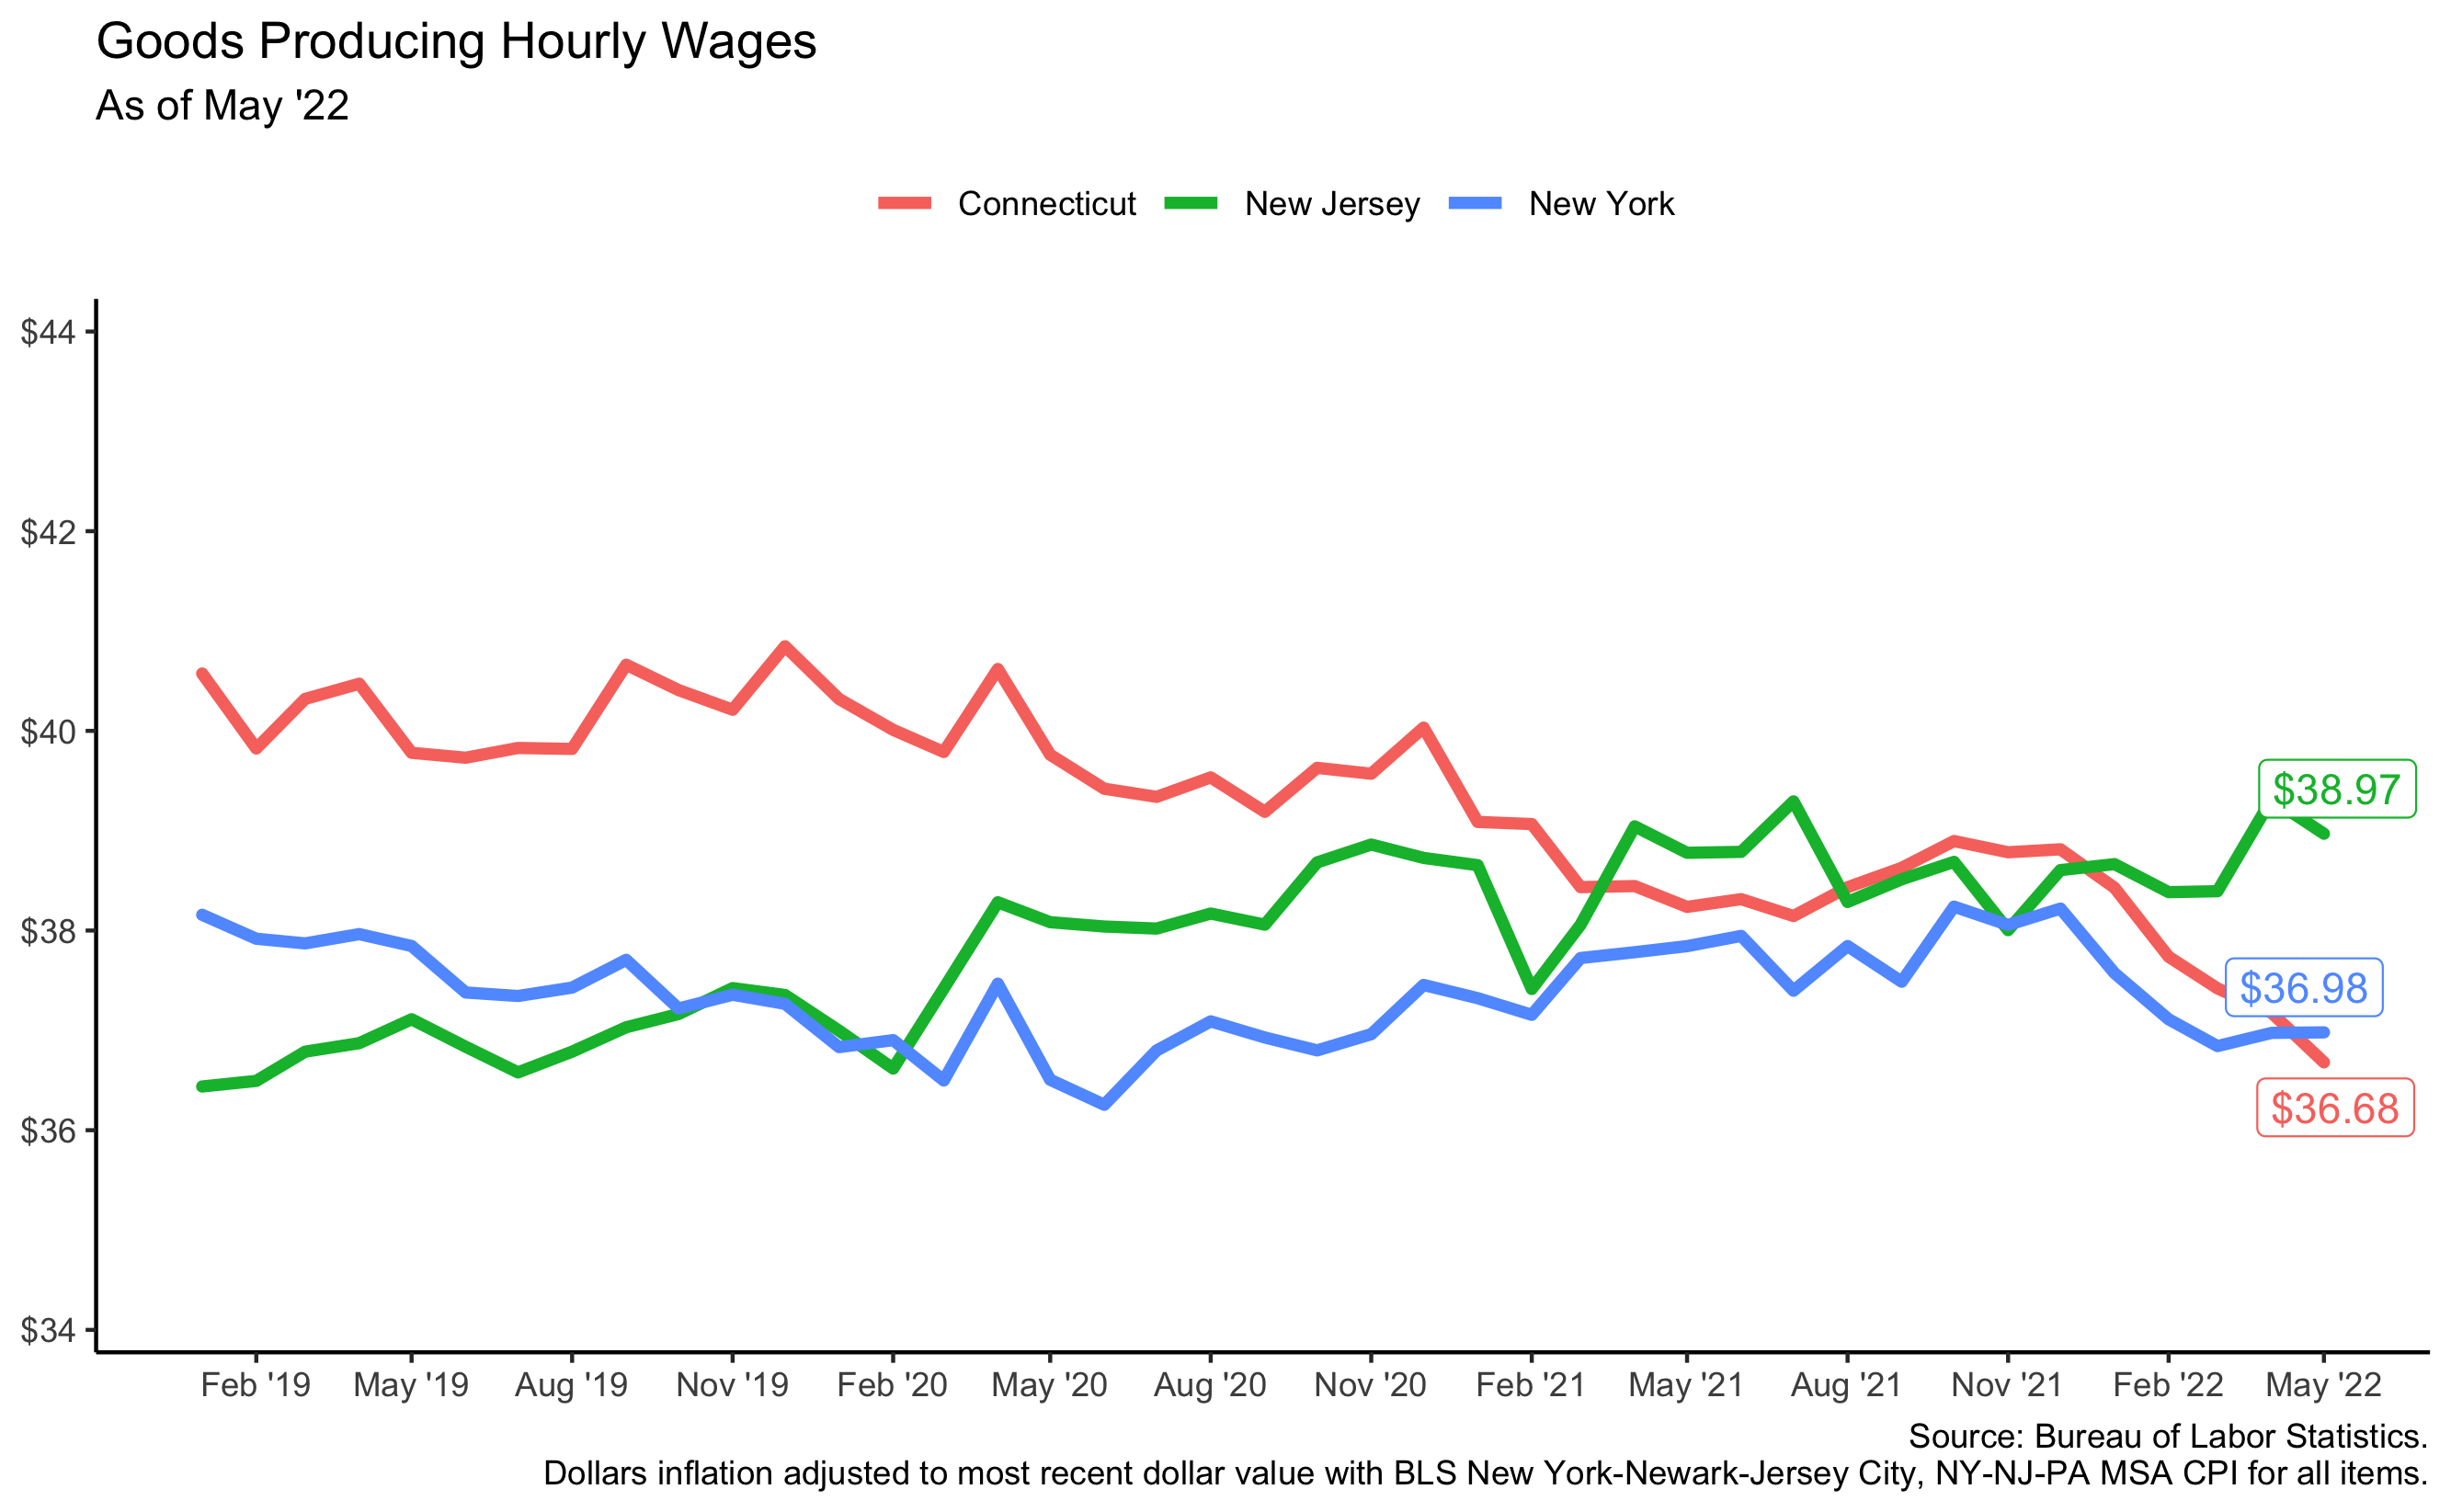 Goods Producing Hourly Wages
As of May '22
Connecticut New Jersey New York
$44
$42
$40
$38
$36
$34
$38.97
$36.98
$36.68
Feb '19 May '19 Aug '19 Nov '19 Feb '20 May '20 Aug '20 Nov '20 Feb '21 May '21 Aug '21 Nov '21 Feb '22 May '22
Source: Bureau of Labor Statistics.
Dollars inflation adjusted to most recent dollar value with BLS New York-Newark-Jersey City, NY-NJ-PA MSA CPI for all items.